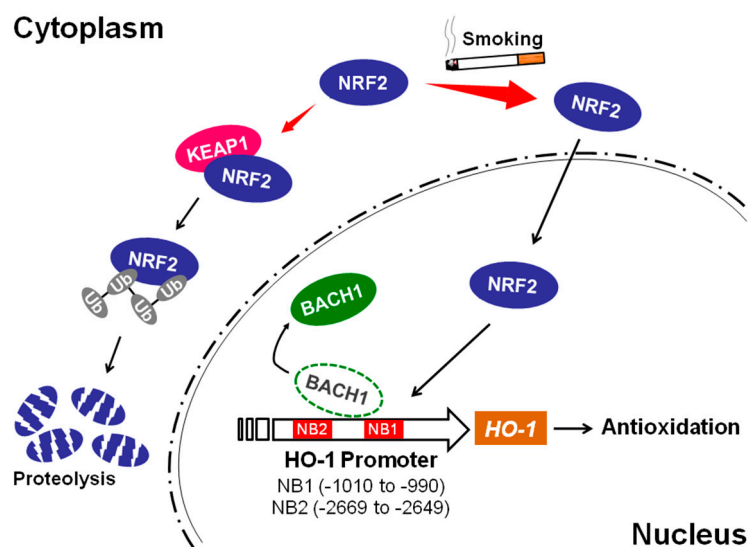 Cytoplasm
Smoking
NRF2
NRF2
KEAP1
NRF2
NRF2
Ub
Ub
Ub
Ub
NRF2
BACH1
BACH1
NB2
NB1
HO-1
Antioxidation
HO-1 Promoter
NB1 (-1010 to -990)
NB2 (-2669 to -2649)
Proteolysis
Nucleus